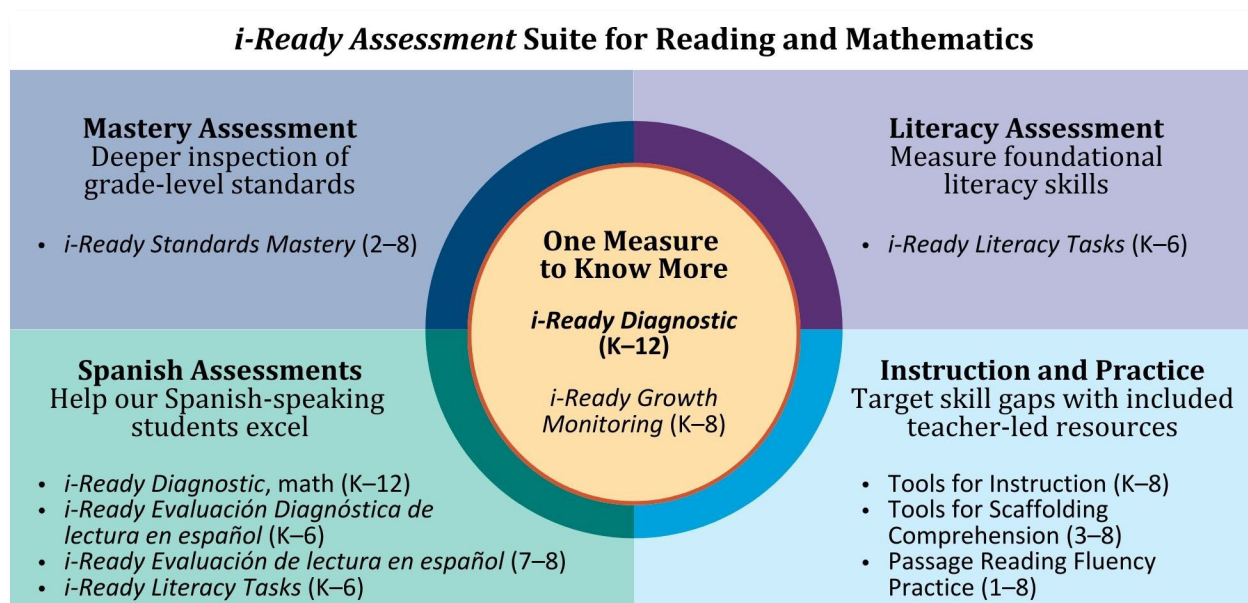 i-Ready Assessment Suite for Reading and Mathematics
Mastery Assessment
Deeper inspection of
grade-level standards
• i-Ready Standards Mastery (2–8)
Literacy Assessment
Measure foundational
literacy skills
• i-Ready Literacy Tasks (K–6)
One Measure
to Know More
i-Ready Diagnostic
(K–12)
i-Ready Growth
Monitoring (K–8)
Spanish Assessments
Help our Spanish-speaking
students excel
• i-Ready Diagnostic, math (K–12)
• i-Ready Evaluación Diagnóstica de
lectura en español (K–6)
• i-Ready Evaluación de lectura en español (7–8)
• i-Ready Literacy Tasks (K–6)
Instruction and Practice
Target skill gaps with included
teacher-led resources
• Tools for Instruction (K–8)
• Tools for Scaffolding
Comprehension (3–8)
• Passage Reading Fluency
Practice (1–8)